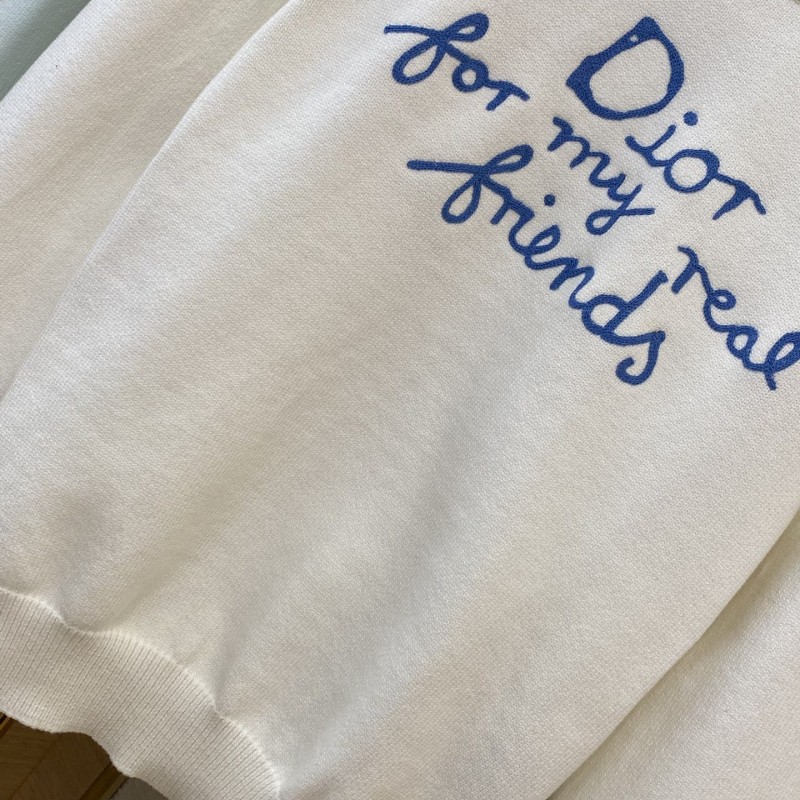 Dior
for my real
friends